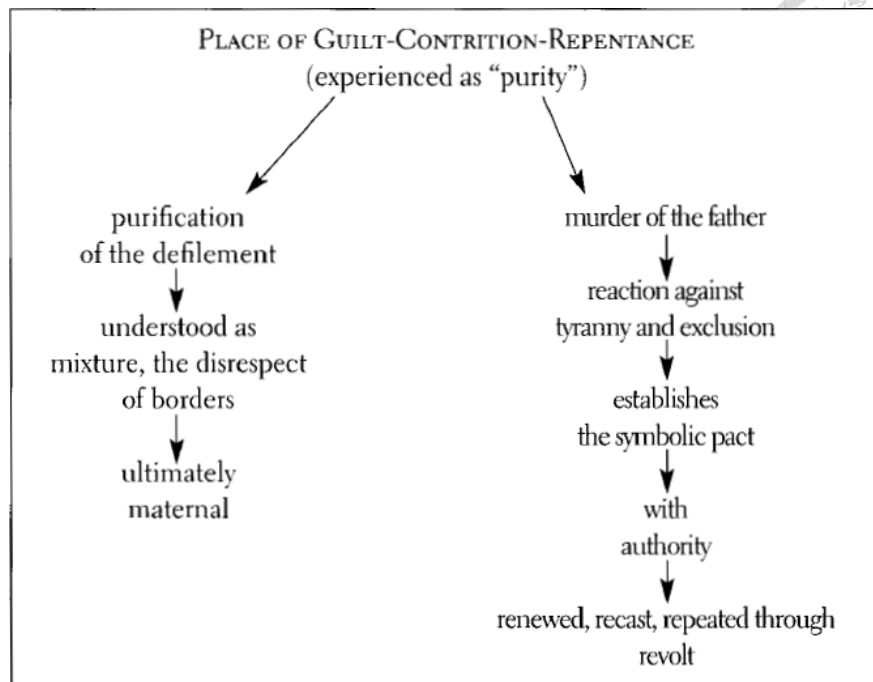 PLACE OF GUILT-CONTRITION-REPENTANCE
(experienced as “purity”)
purification
of the defilement
understood as
mixture, the disrespect
of borders
ultimately
maternal
murder of the father
reaction against
tyranny and exclusion
establishes
the symbolic pact
with
authority
renewed, recast, repeated through
revolt